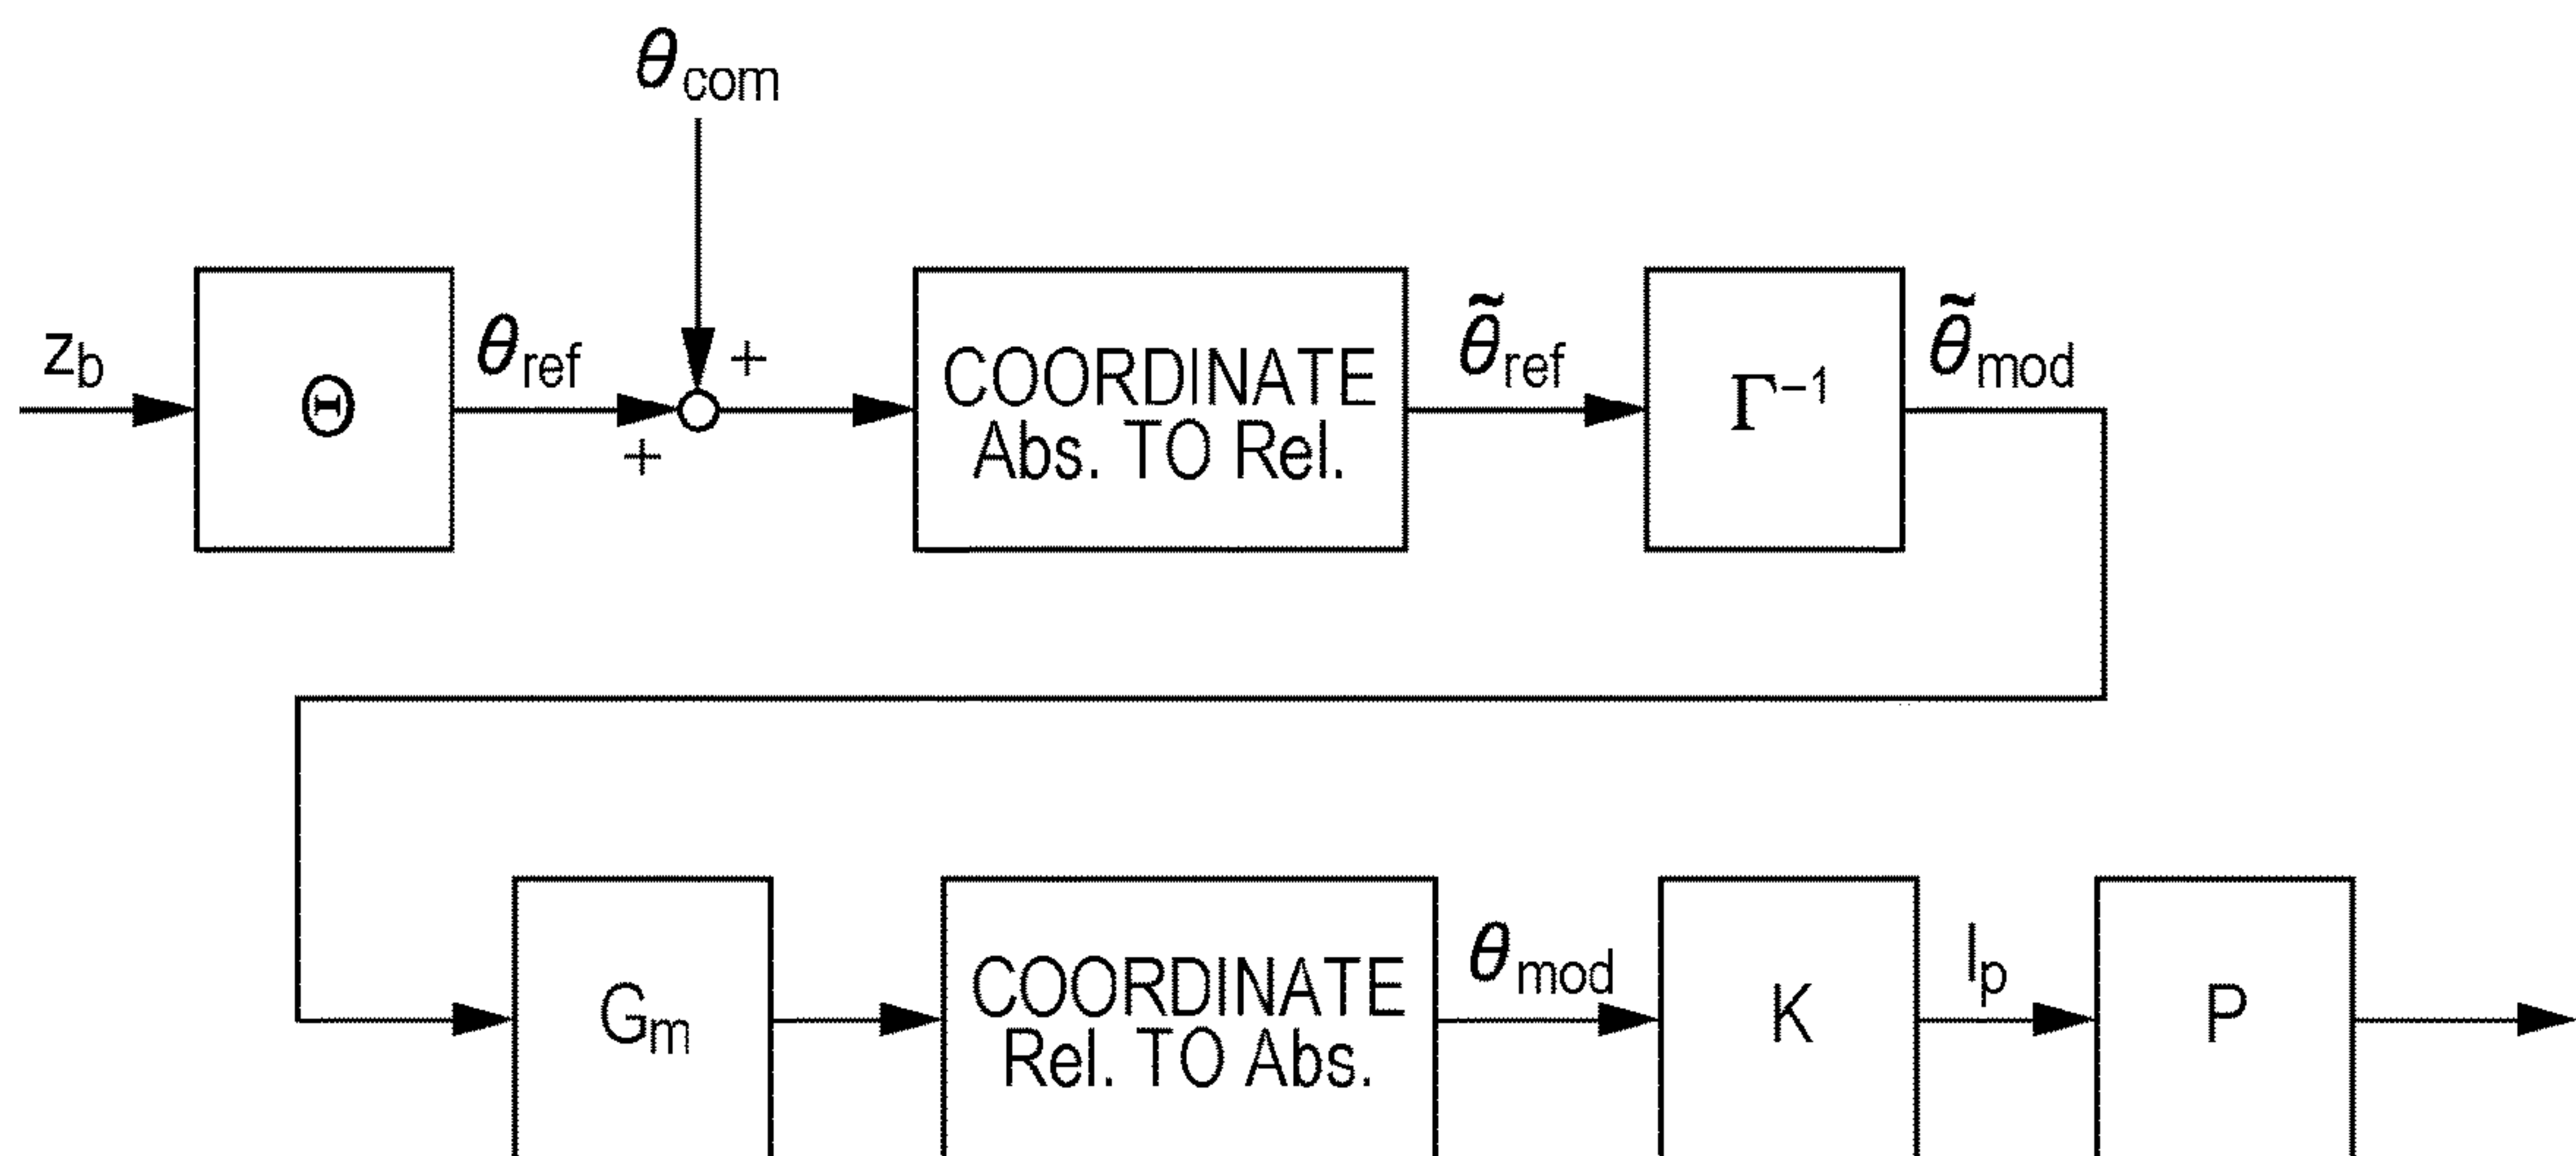 θcom
zb
Θ
θref
+
+
COORDINATE
Abs. TO Rel.
θ̃ref
Γ⁻¹
θ̃mod
Gm
COORDINATE
Rel. TO Abs.
θmod
K
Ip
P